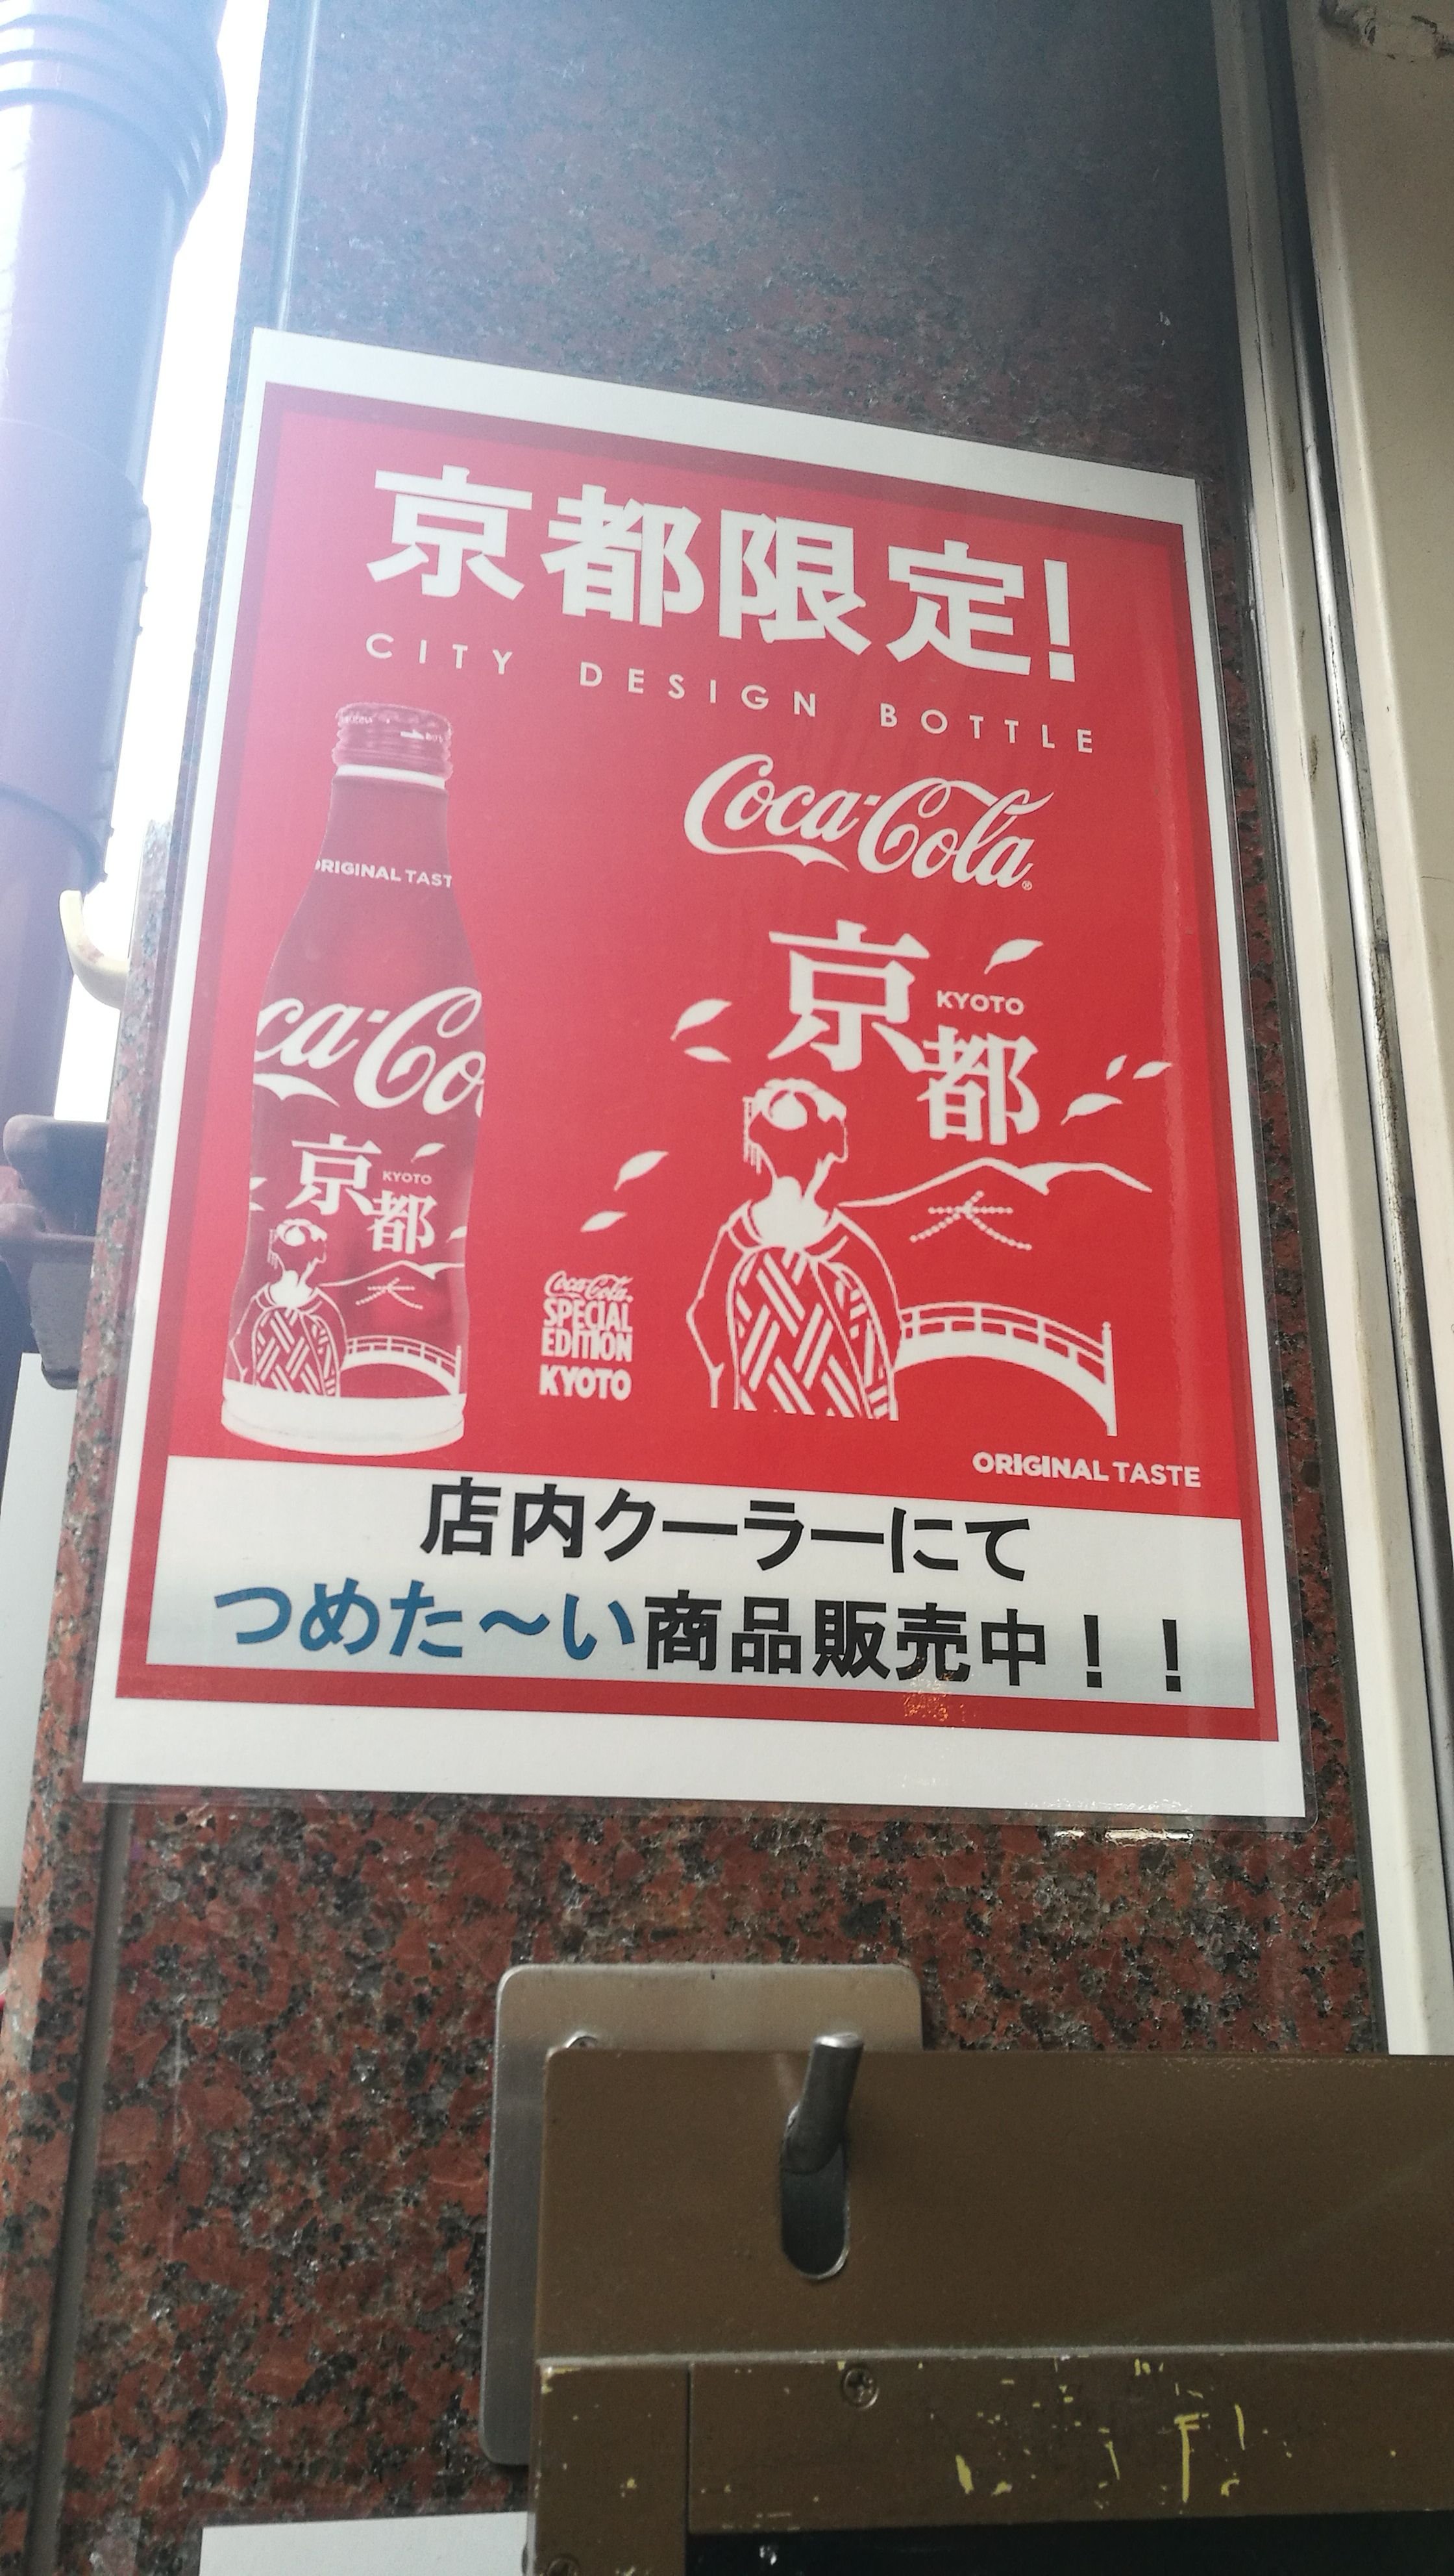 京都限定!
CITY DESIGN BOTTLE
Coca-Cola
京都
KYOTO
ORIGINAL TAST
ca-Co
京都
KYOTO
Coca-Cola
SPECIAL
EDITION
KYOTO
ORIGINAL TASTE
店内クーラーにて
つめた～い商品販売中！！